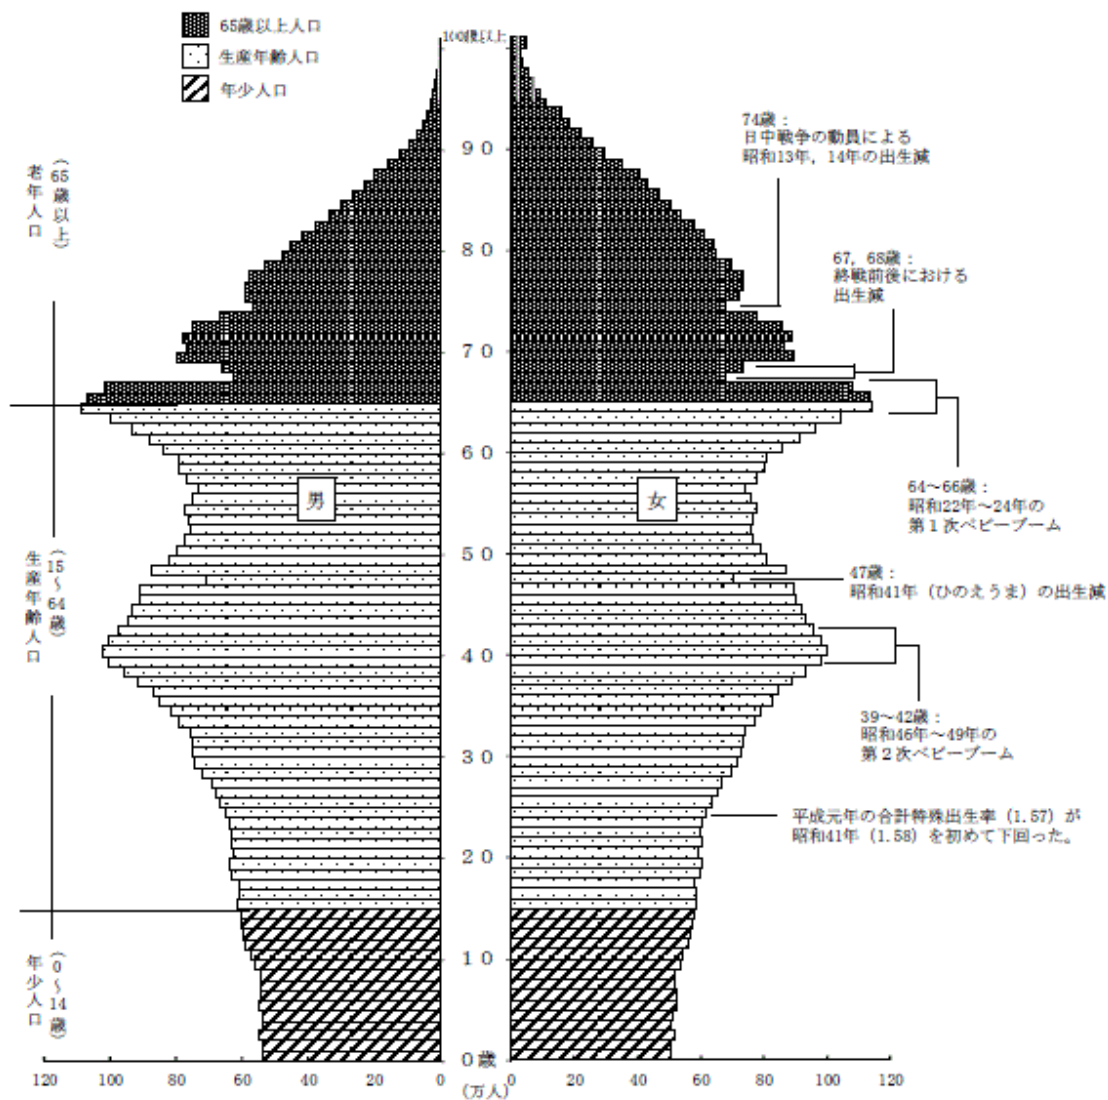 65歳以上人口
生産年齢人口
年少人口
100歳以上
90
80
70
60
50
40
30
20
10
0歳
(65歳以上)
老年人口
(15～64歳)
生産年齢人口
(0～14歳)
年少人口
男
女
74歳：
日中戦争の動員による
昭和13年，14年の出生減
67，68歳：
終戦前後における
出生減
64～66歳：
昭和22年～24年の
第１次ベビーブーム
47歳：
昭和41年（ひのえうま）の出生減
39～42歳：
昭和46年～49年の
第２次ベビーブーム
平成元年の合計特殊出生率（1.57）が
昭和41年（1.58）を初めて下回った。
120 100 80 60 40 20 0
(万人)
0 20 40 60 80 100 120